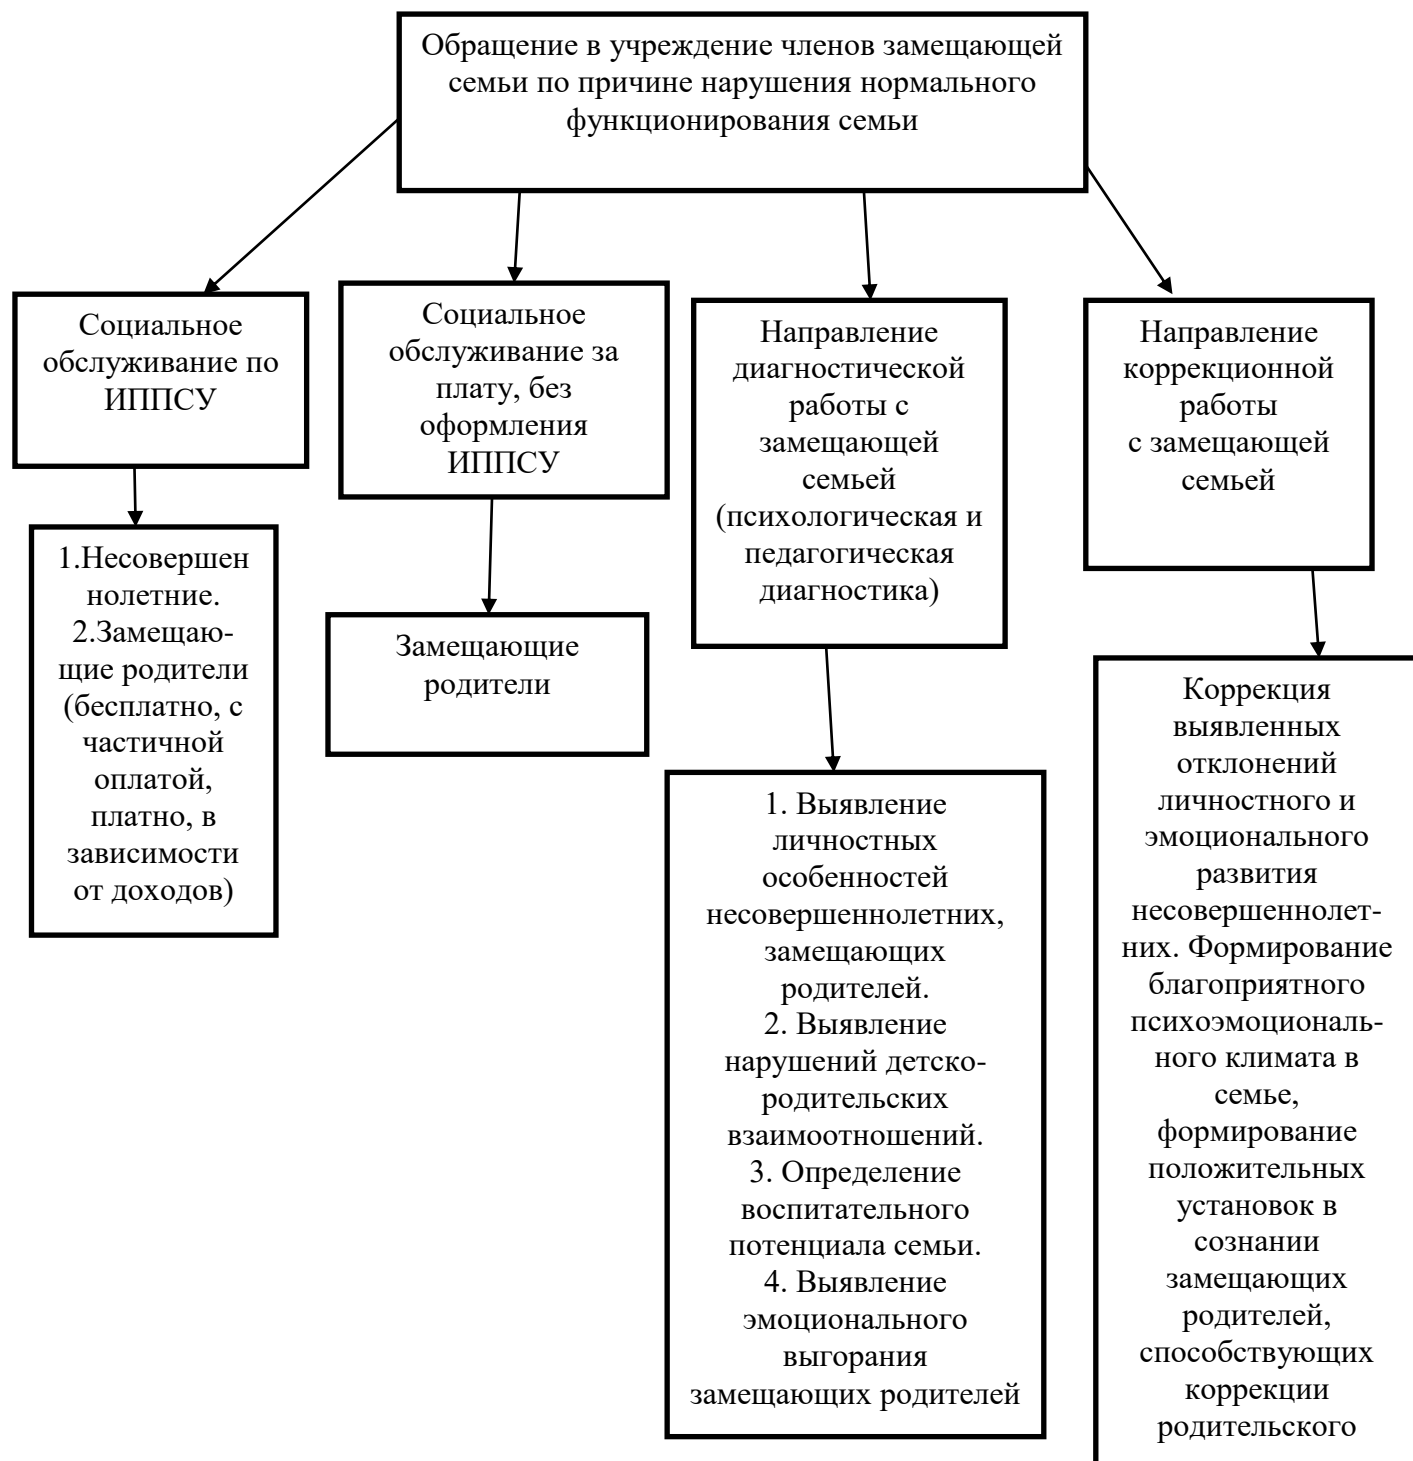 Обращение в учреждение членов замещающей
семьи по причине нарушения нормального
функционирования семьи
Социальное
обслуживание по
ИППСУ
Социальное
обслуживание за
плату, без
оформления
ИППСУ
Направление
диагностической
работы с
замещающей
семьей
(психологическая и
педагогическая
диагностика)
Направление
коррекционной
работы
с замещающей
семьей
1.Несовершен
нолетние.
2.Замещаю-
щие родители
(бесплатно, с
частичной
оплатой,
платно, в
зависимости
от доходов)
Замещающие
родители
1. Выявление
личностных
особенностей
несовершеннолетних,
замещающих
родителей.
2. Выявление
нарушений детско-
родительских
взаимоотношений.
3. Определение
воспитательного
потенциала семьи.
4. Выявление
эмоционального
выгорания
замещающих родителей
Коррекция
выявленных
отклонений
личностного и
эмоционального
развития
несовершеннолет-
них. Формирование
благоприятного
психоэмоциональ-
ного климата в
семье,
формирование
положительных
установок в
сознании
замещающих
родителей,
способствующих
коррекции
родительского